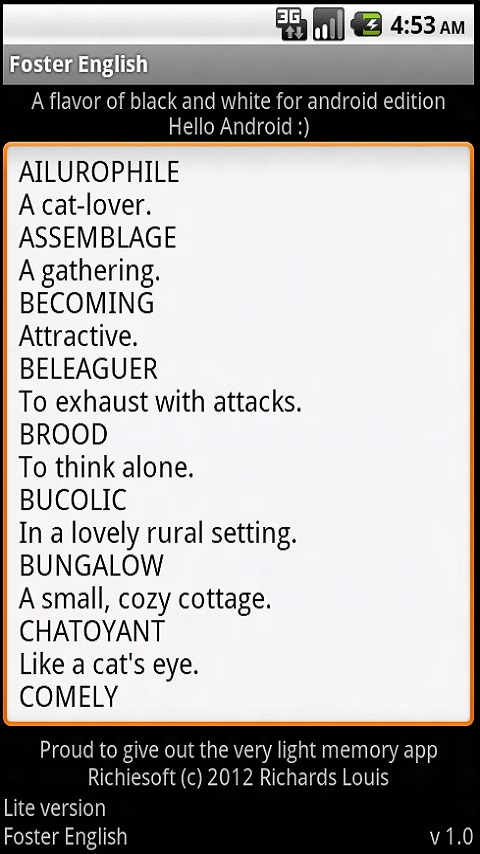 3G 4:53 AM
Foster English
A flavor of black and white for android edition
Hello Android :)
AILUROPHILE
A cat-lover.
ASSEMBLAGE
A gathering.
BECOMING
Attractive.
BELEAGUER
To exhaust with attacks.
BROOD
To think alone.
BUCOLIC
In a lovely rural setting.
BUNGALOW
A small, cozy cottage.
CHATOYANT
Like a cat's eye.
COMELY
Proud to give out the very light memory app
Richiesoft (c) 2012 Richards Louis
Lite version
Foster English v 1.0